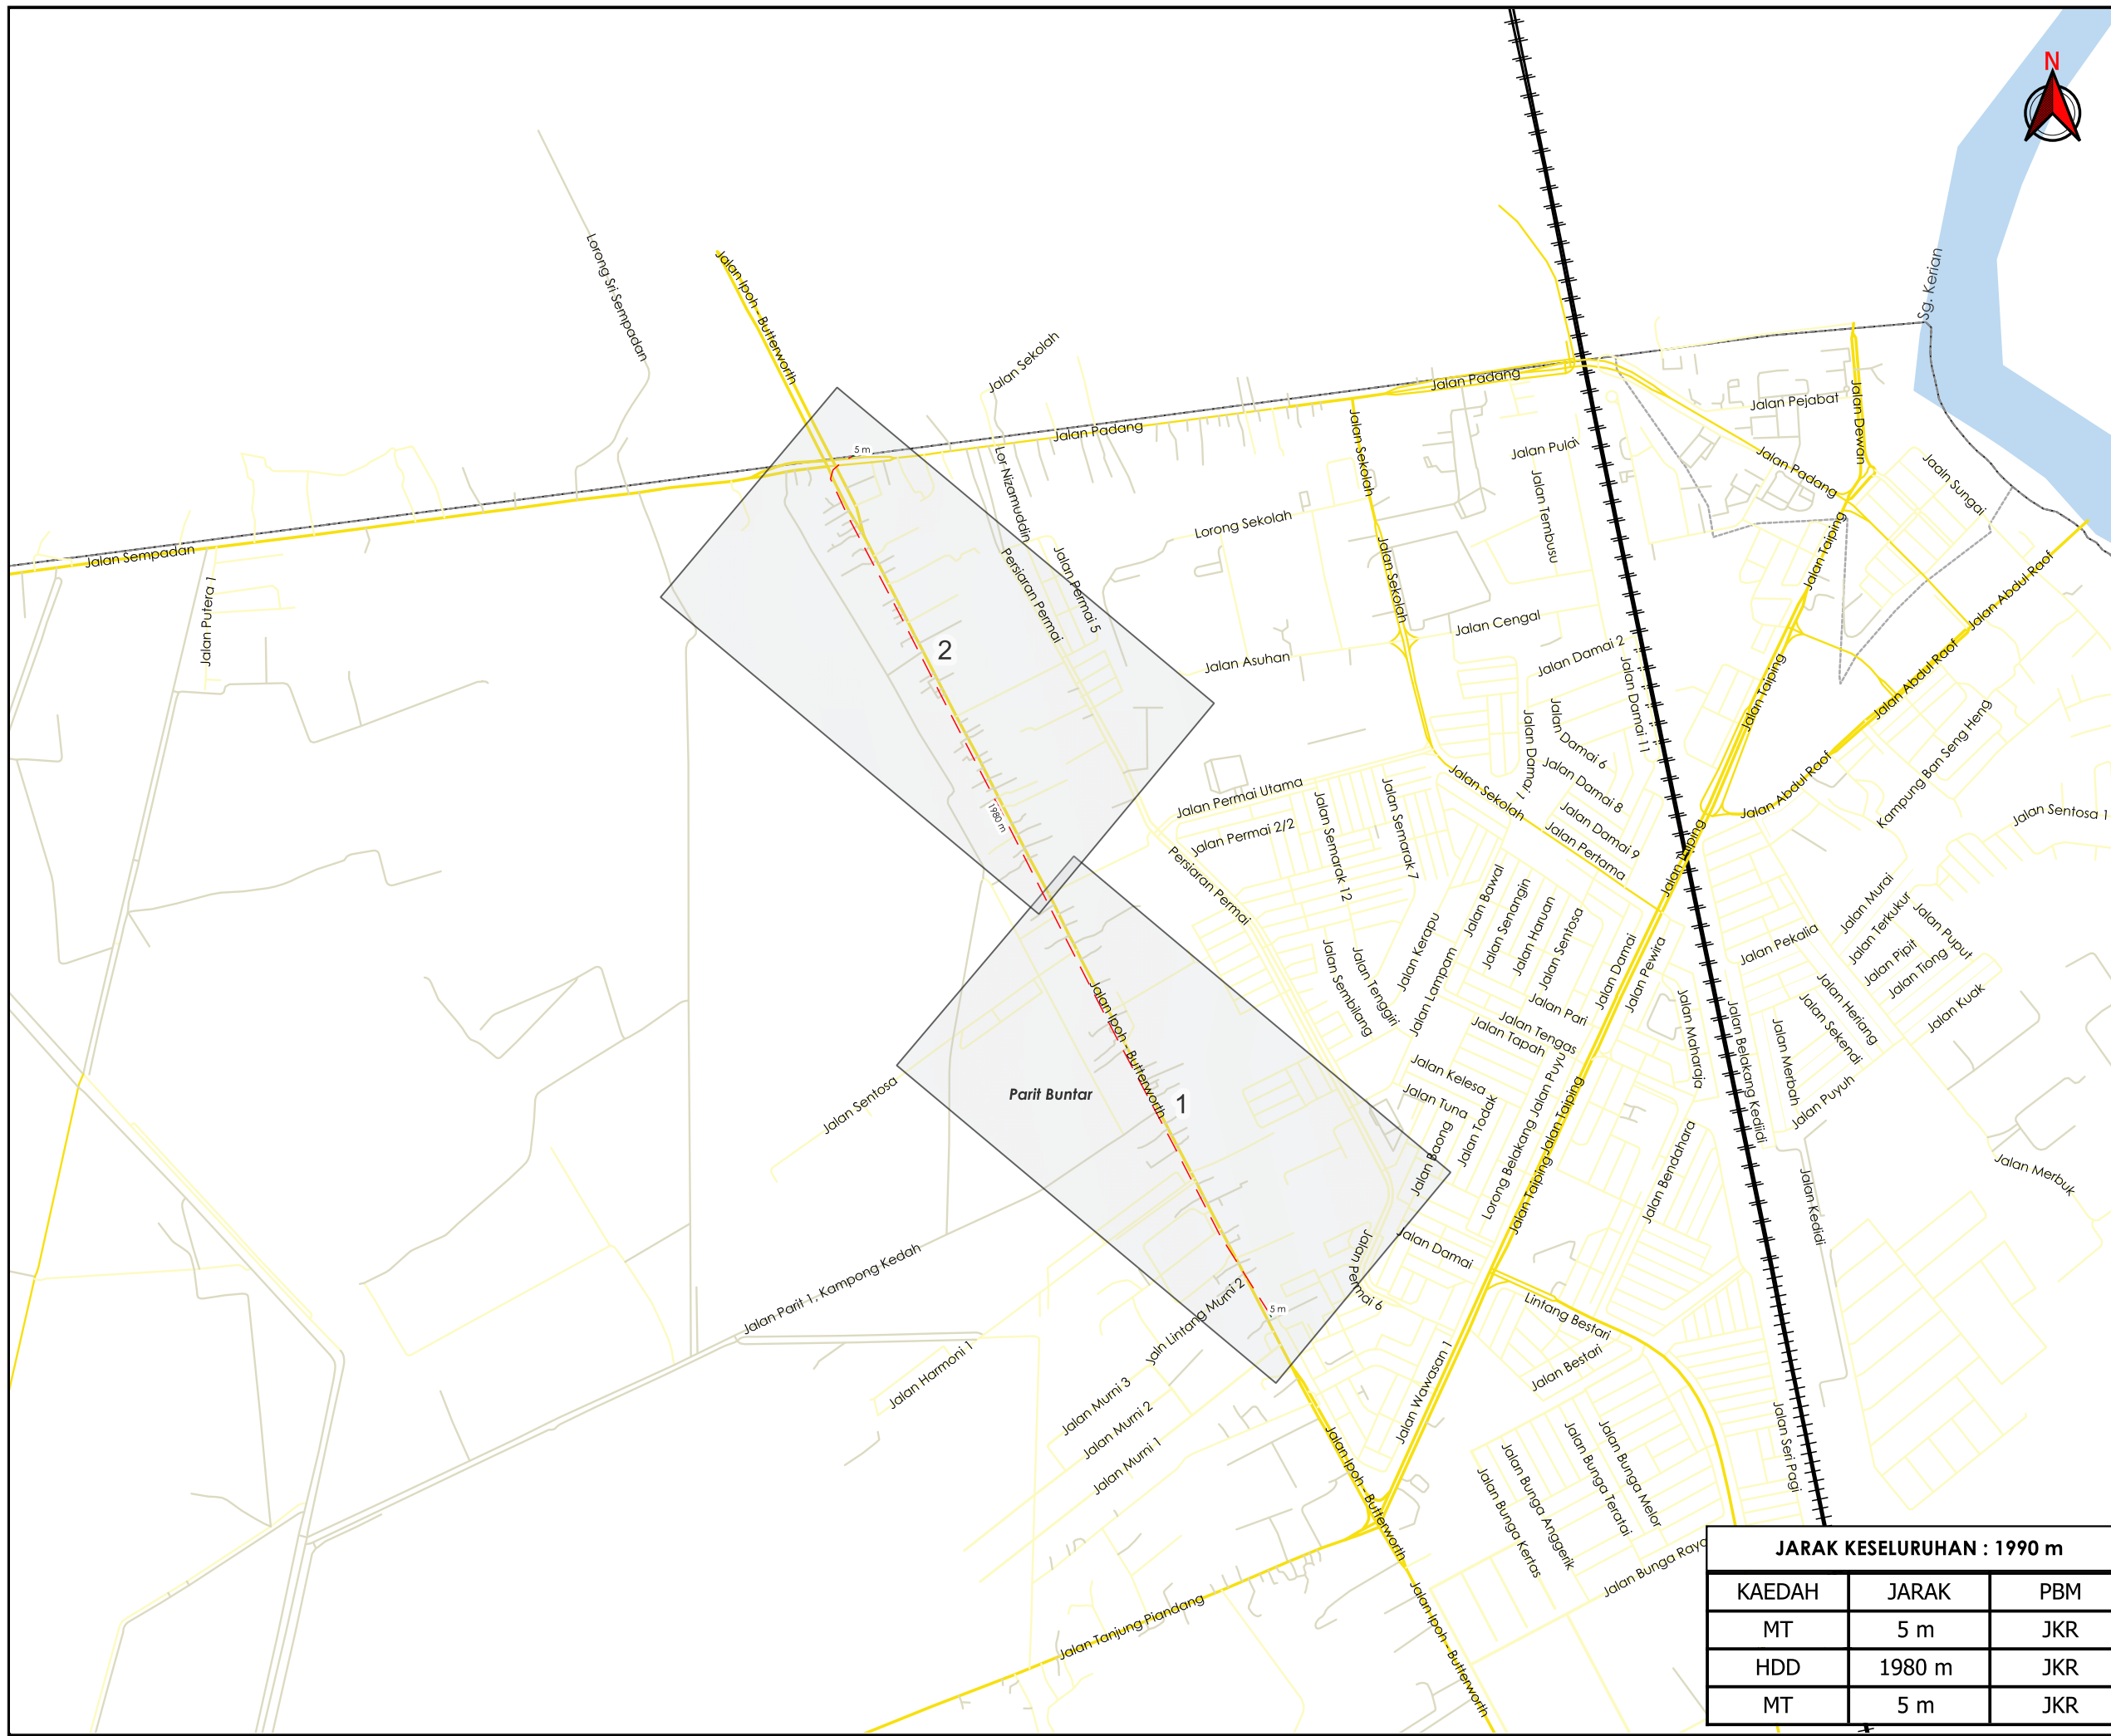 N
Sg. Kerian
Lorong Sri Sempadan
Jalan Ipoh - Butterworth
Jalan Sekolah
Jalan Padang
Jalan Padang
Jalan Pejabat
Jalan Dewan
Jalan Sekolah
Jalan Padang
Jaaln Sungai
5 m
Lor Nizamuddin
Jalan Tembusu
Lorong Sekolah
Jalan Sempadan
Jalan Putera 1
Persiaran Permai
Jalan Permai 5
Jalan Sekolah
Jalan Taiping
Jalan Abdul Raof
Jalan Cengal
Jalan Damai 2
2
Jalan Asuhan
Jalan Damai 11
Jalan Taiping
Jalan Abdul Raof
Jalan Damai 1
Jalan Damai 6
Kampung Ban Seng Heng
Jalan Sekolah
Jalan Damai 8
Jalan Abdul Raof
Jalan Permai Utama
1980 m
Jalan Permai 2/2
Jalan Semarak 12
Jalan Semarak 7
Jalan Damai 9
Jalan Pertama
Jalan Taiping
Jalan Sentosa 1
Persiaran Permai
Jalan Bawal
Jalan Senangin
Jalan Haruan
Jalan Sentosa
Jalan Murai
Jalan Terkukur
Jalan Puput
Jalan Pipit
Jalan Tiong
Jalan Pekalia
Jalan Kerapu
Jalan Lampam
Jalan Sembilang
Jalan Tenggiri
Jalan Damai
Jalan Pewira
Jalan Pari
Jalan Tengas
Jalan Tapah
Jalan Maharaja
Jalan Belakang Kediidi
Jalan Merbah
Jalan Heriang
Jalan Sekendi
Jalan Kuak
Jalan Puyuh
Jalan Ipoh - Butterworth
Parit Buntar
1
Jalan Sentosa
Jalan Kelesa
Jalan Tuna
Jalan Todak
Jalan Baong
Lorong Belakang Jalan Puyu
Jalan Taiping
Jalan Taiping
Jalan Bendahara
Jalan Kedidi
Jalan Merbuk
Jalan Damai
Jalan Permai 6
Jalan Parit 1, Kampong Kedah
Jaln Lintang Murni 2
5 m
Lintang Bestari
Jalan Bestari
Jalan Wawasan 1
Jalan Harmoni 1
Jalan Murni 3
Jalan Murni 2
Jalan Murni 1
Jalan Ipoh - Butterworth
Jalan Bunga Kertas
Jalan Bunga Anggerik
Jalan Bunga Teratai
Jalan Bunga Melor
Jalan Seri Pagi
Jalan Tanjung Piandang
Jalan Ipoh - Butterworth
JARAK KESELURUHAN : 1990 m
KAEDAH JARAK PBM
MT 5 m JKR
HDD 1980 m JKR
MT 5 m JKR